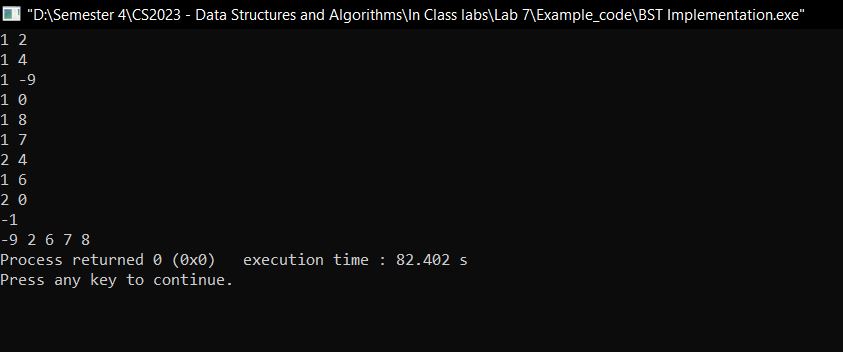 "D:\Semester 4\CS2023 - Data Structures and Algorithms\In Class labs\Lab 7\Example_code\BST Implementation.exe"
1 2
1 4
1 -9
1 0
1 8
1 7
2 4
1 6
2 0
-1
-9 2 6 7 8
Process returned 0 (0x0)   execution time : 82.402 s
Press any key to continue.